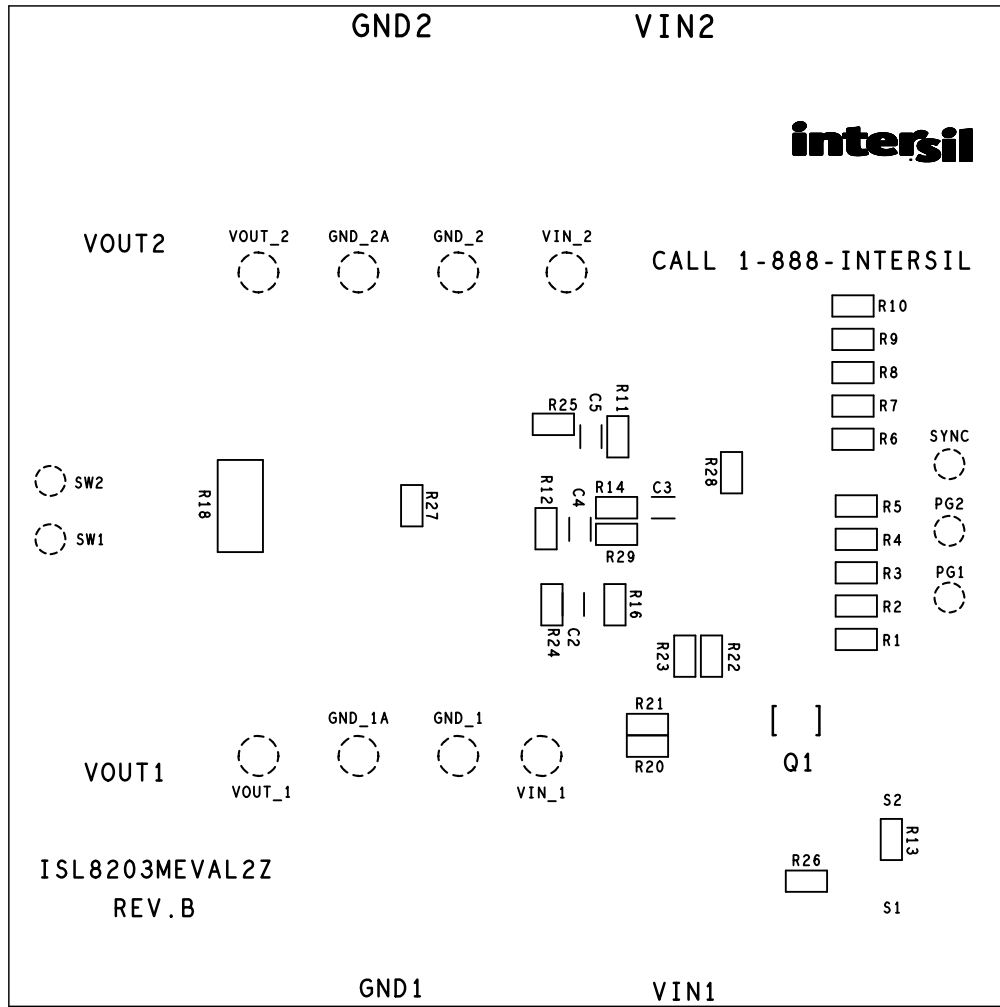 GND2
VIN2
intersil
VOUT2
VOUT_2
GND_2A
GND_2
VIN_2
CALL 1-888-INTERSIL
R10
R9
R8
R7
R6
R25
C5
R11
SYNC
SW2
R18
R27
R12
C4
R14
C3
R28
R5
PG2
SW1
R29
R4
R3
PG1
R24
C2
R16
R2
R1
R23
R22
R21
GND_1A
GND_1
R20
Q1
VOUT1
VOUT_1
VIN_1
S2
R13
ISL8203MEVAL2Z
REV.B
R26
S1
GND1
VIN1